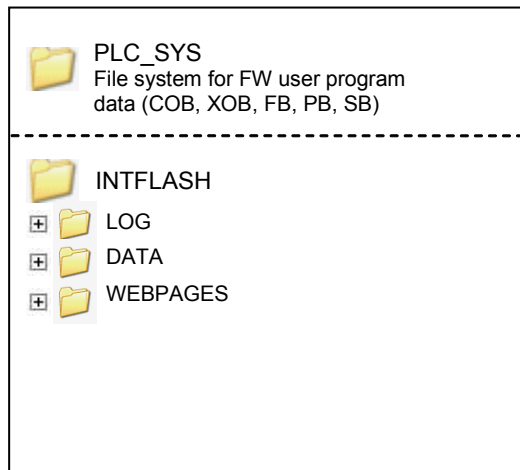 PLC_SYS
File system for FW user program
data (COB, XOB, FB, PB, SB)
INTFLASH
LOG
DATA
WEBPAGES